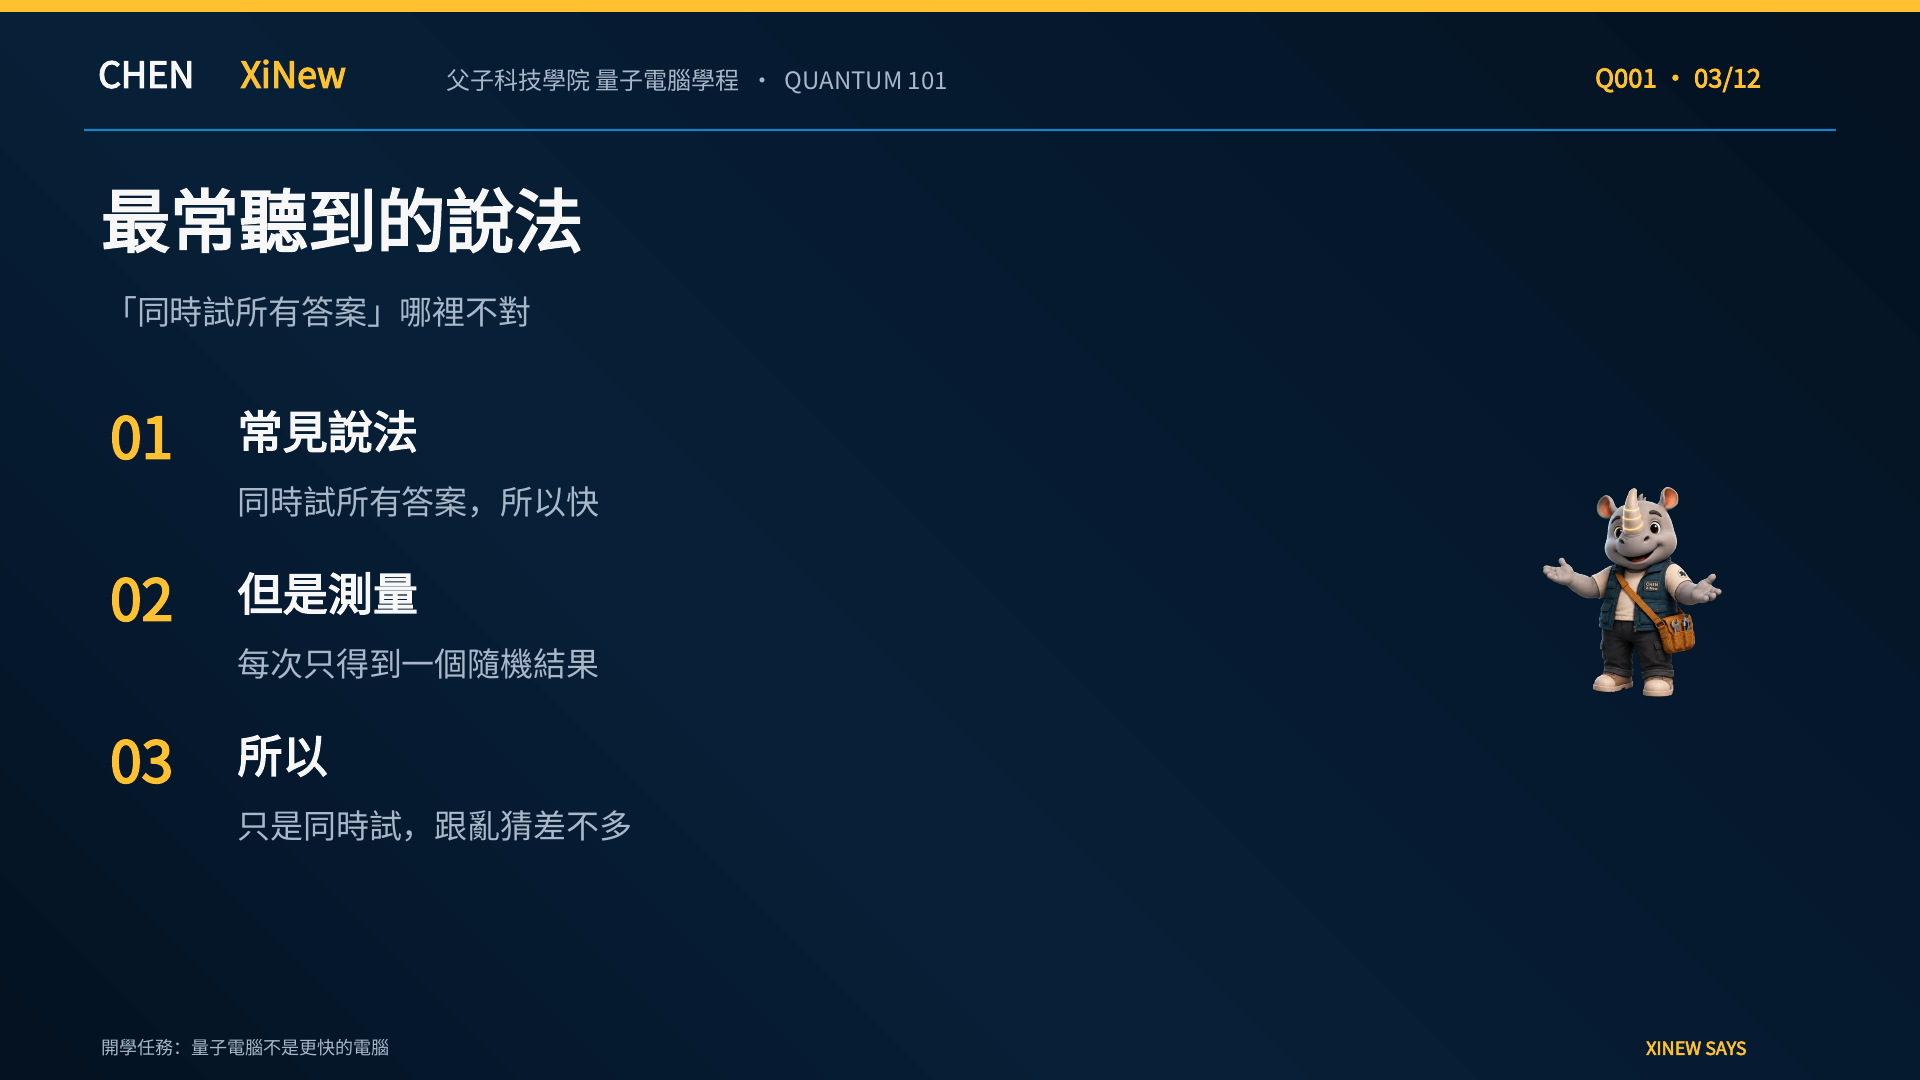 CHEN XiNew 父子科技學院 量子電腦學程 • QUANTUM 101 Q001 • 03/12
最常聽到的說法
「同時試所有答案」哪裡不對
01 常見說法
同時試所有答案，所以快
02 但是測量
每次只得到一個隨機結果
03 所以
只是同時試，跟亂猜差不多
開學任務：量子電腦不是更快的電腦 XINEW SAYS